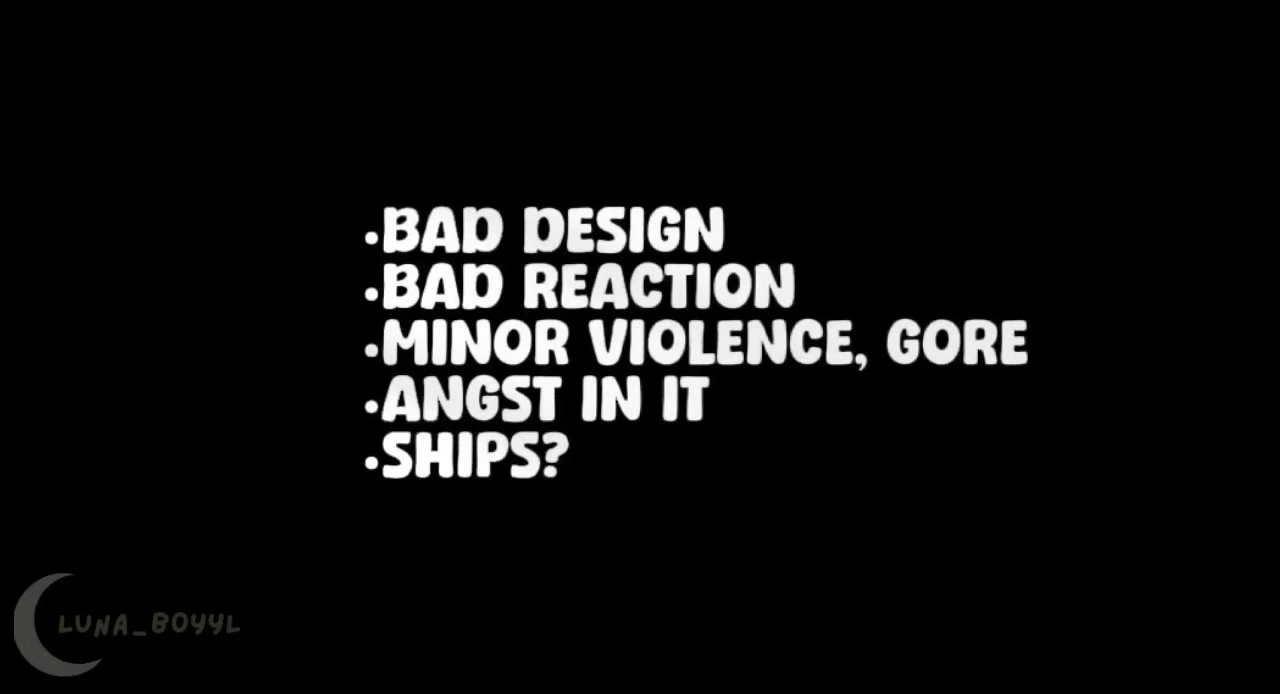 •BAD DESIGN
•BAD REACTION
•MINOR VIOLENCE, GORE
•ANGST IN IT
•SHIPS?
LUNA_BOYYL